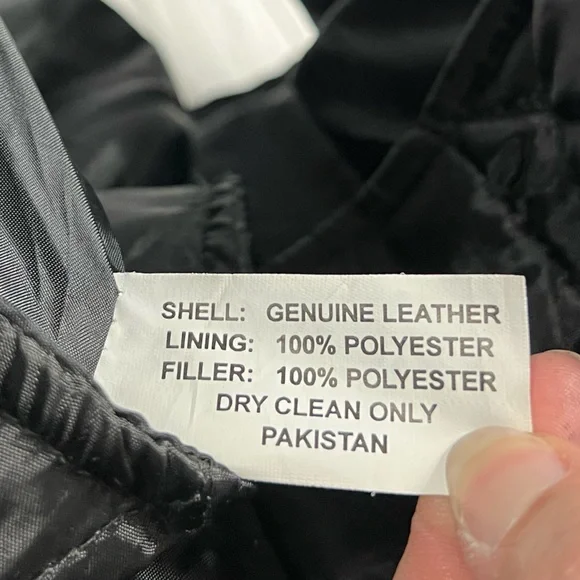 SHELL: GENUINE LEATHER
LINING: 100% POLYESTER
FILLER: 100% POLYESTER
DRY CLEAN ONLY
PAKISTAN